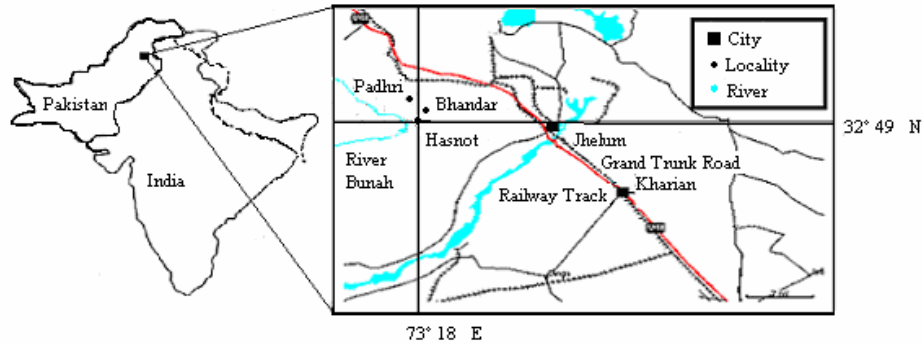 Pakistan
India
City
Locality
River
Padhri
Bhandar
Hasnot
Jhelum
River
Bunah
Grand Trunk Road
Kharian
Railway Track
32° 49 N
73° 18 E